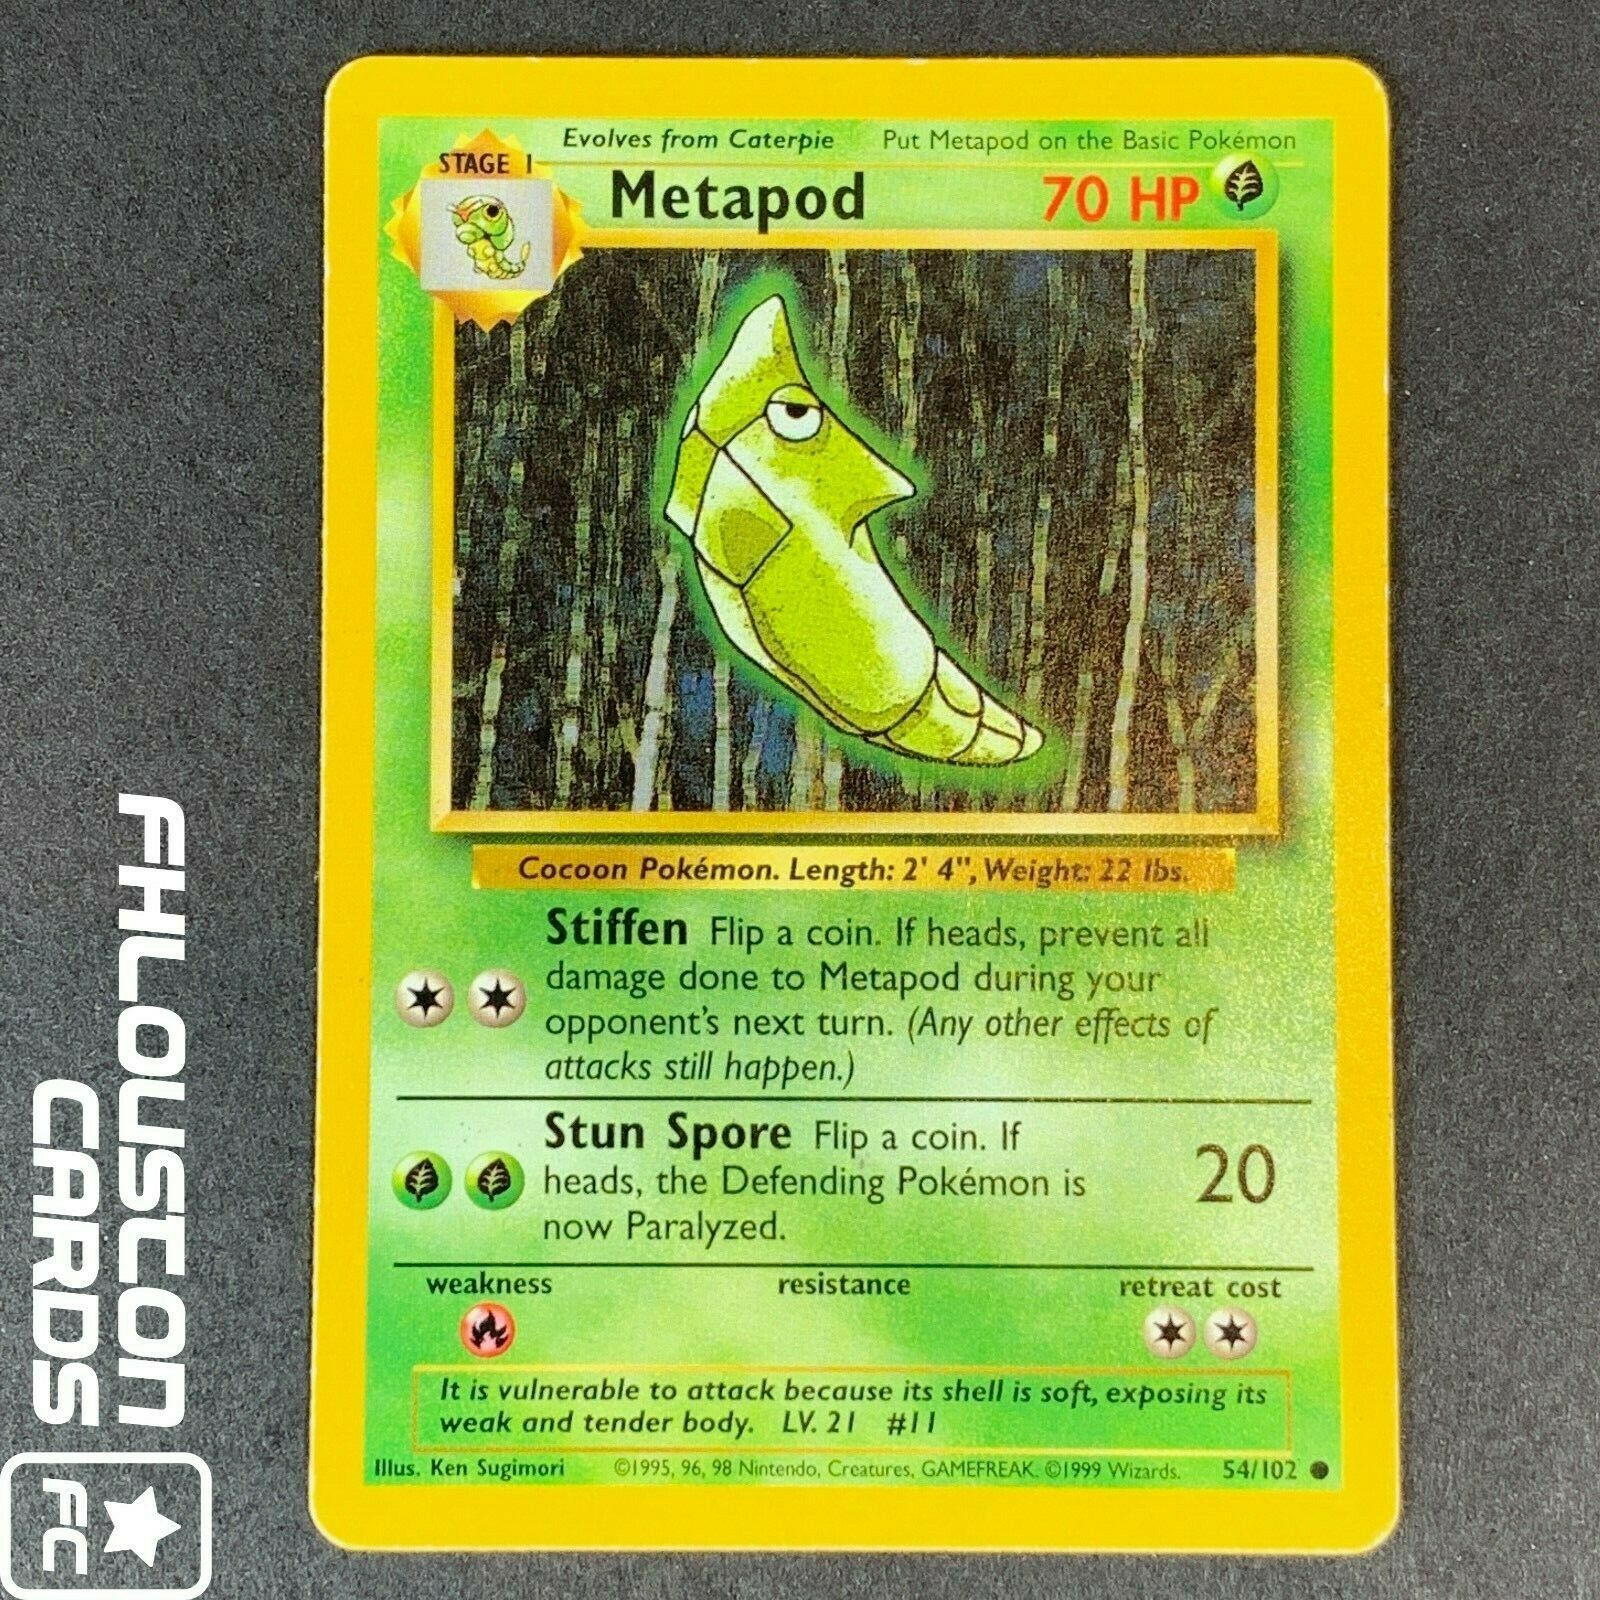 Evolves from Caterpie Put Metapod on the Basic Pokémon
STAGE 1
Metapod 70 HP
Cocoon Pokémon. Length: 2' 4", Weight: 22 lbs.
Stiffen Flip a coin. If heads, prevent all
damage done to Metapod during your
opponent's next turn. (Any other effects of
attacks still happen.)
Stun Spore Flip a coin. If
heads, the Defending Pokémon is
now Paralyzed.
20
weakness resistance retreat cost
It is vulnerable to attack because its shell is soft, exposing its
weak and tender body. LV. 21 #11
Illus. Ken Sugimori ©1995, 96, 98 Nintendo, Creatures, GAMEFREAK. ©1999 Wizards. 54/102
FHLOUSTON
CARDS
FC